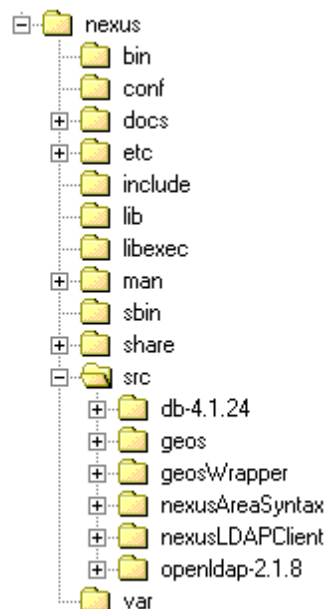 nexus
bin
conf
docs
etc
include
lib
libexec
man
sbin
share
src
db-4.1.24
geos
geosWrapper
nexusAreaSyntax
nexusLDAPClient
openldap-2.1.8
var